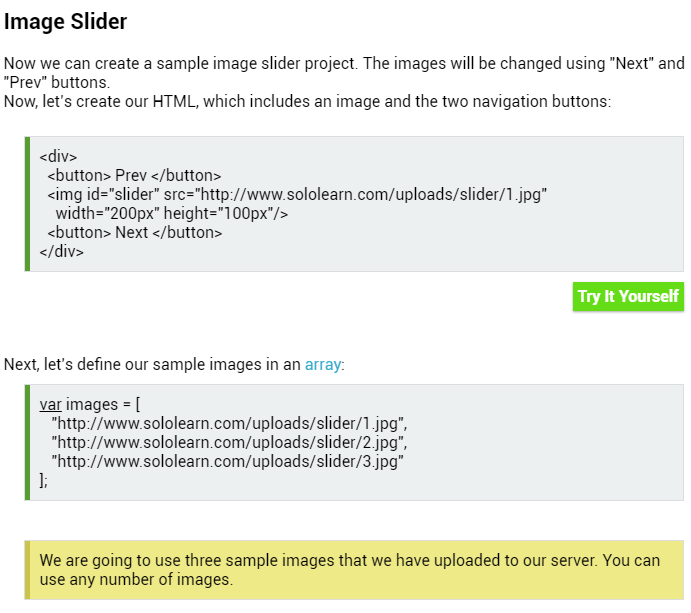 Image Slider
Now we can create a sample image slider project. The images will be changed using "Next" and
"Prev" buttons.
Now, let's create our HTML, which includes an image and the two navigation buttons:
<div>
<button> Prev </button>
<img id="slider" src="http://www.sololearn.com/uploads/slider/1.jpg"
width="200px" height="100px"/>
<button> Next </button>
</div>
Try It Yourself
Next, let's define our sample images in an array:
var images = [
"http://www.sololearn.com/uploads/slider/1.jpg",
"http://www.sololearn.com/uploads/slider/2.jpg",
"http://www.sololearn.com/uploads/slider/3.jpg"
];
We are going to use three sample images that we have uploaded to our server. You can
use any number of images.